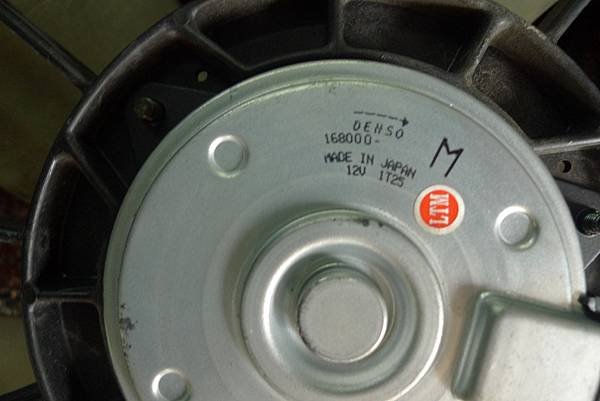 DENSO
168000-
MADE IN JAPAN
12V 1T25
M
LTM